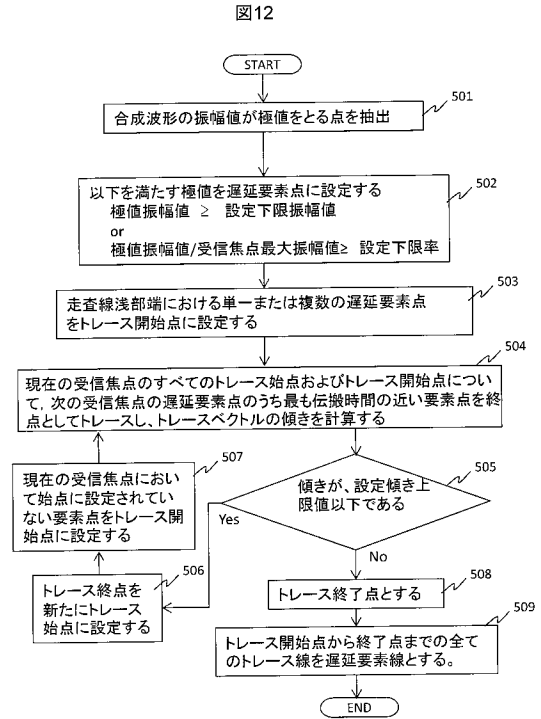 図12
START
501
合成波形の振幅値が極値をとる点を抽出
502
以下を満たす極値を遅延要素点に設定する
極値振幅値 ≥ 設定下限振幅値
or
極値振幅値/受信焦点最大振幅値≥ 設定下限率
503
走査線浅部端における単一または複数の遅延要素点
をトレース開始点に設定する
504
現在の受信焦点のすべてのトレース始点およびトレース開始点につい
て，次の受信焦点の遅延要素点のうち最も伝搬時間の近い要素点を終
点としてトレースし、トレースベクトルの傾きを計算する
507
現在の受信焦点におい
て始点に設定されてい
ない要素点をトレース開
始点に設定する
505
傾きが、設定傾き上
限値以下である
Yes
No
506
トレース終点を
新たにトレース
始点に設定する
508
トレース終了点とする
509
トレース開始点から終了点までの全て
のトレース線を遅延要素線とする。
END